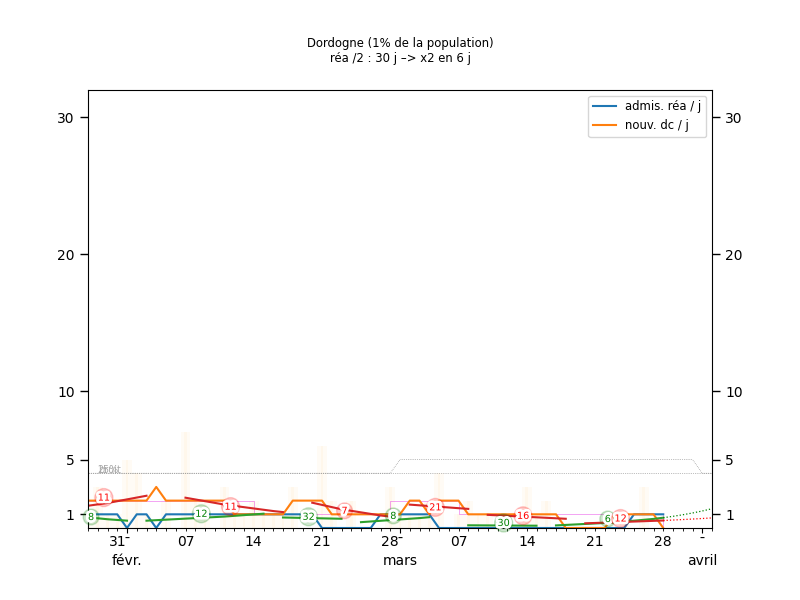 Dordogne (1% de la population)
réa /2 : 30 j –> x2 en 6 j
admis. réa / j
nouv. dc / j
30 30
20 20
10 10
5 5
1 1
11 11 7 21 16 12
8 12 32 8 30 6
31- 07 14 21 28- 07 14 21 28 -
févr. mars avril